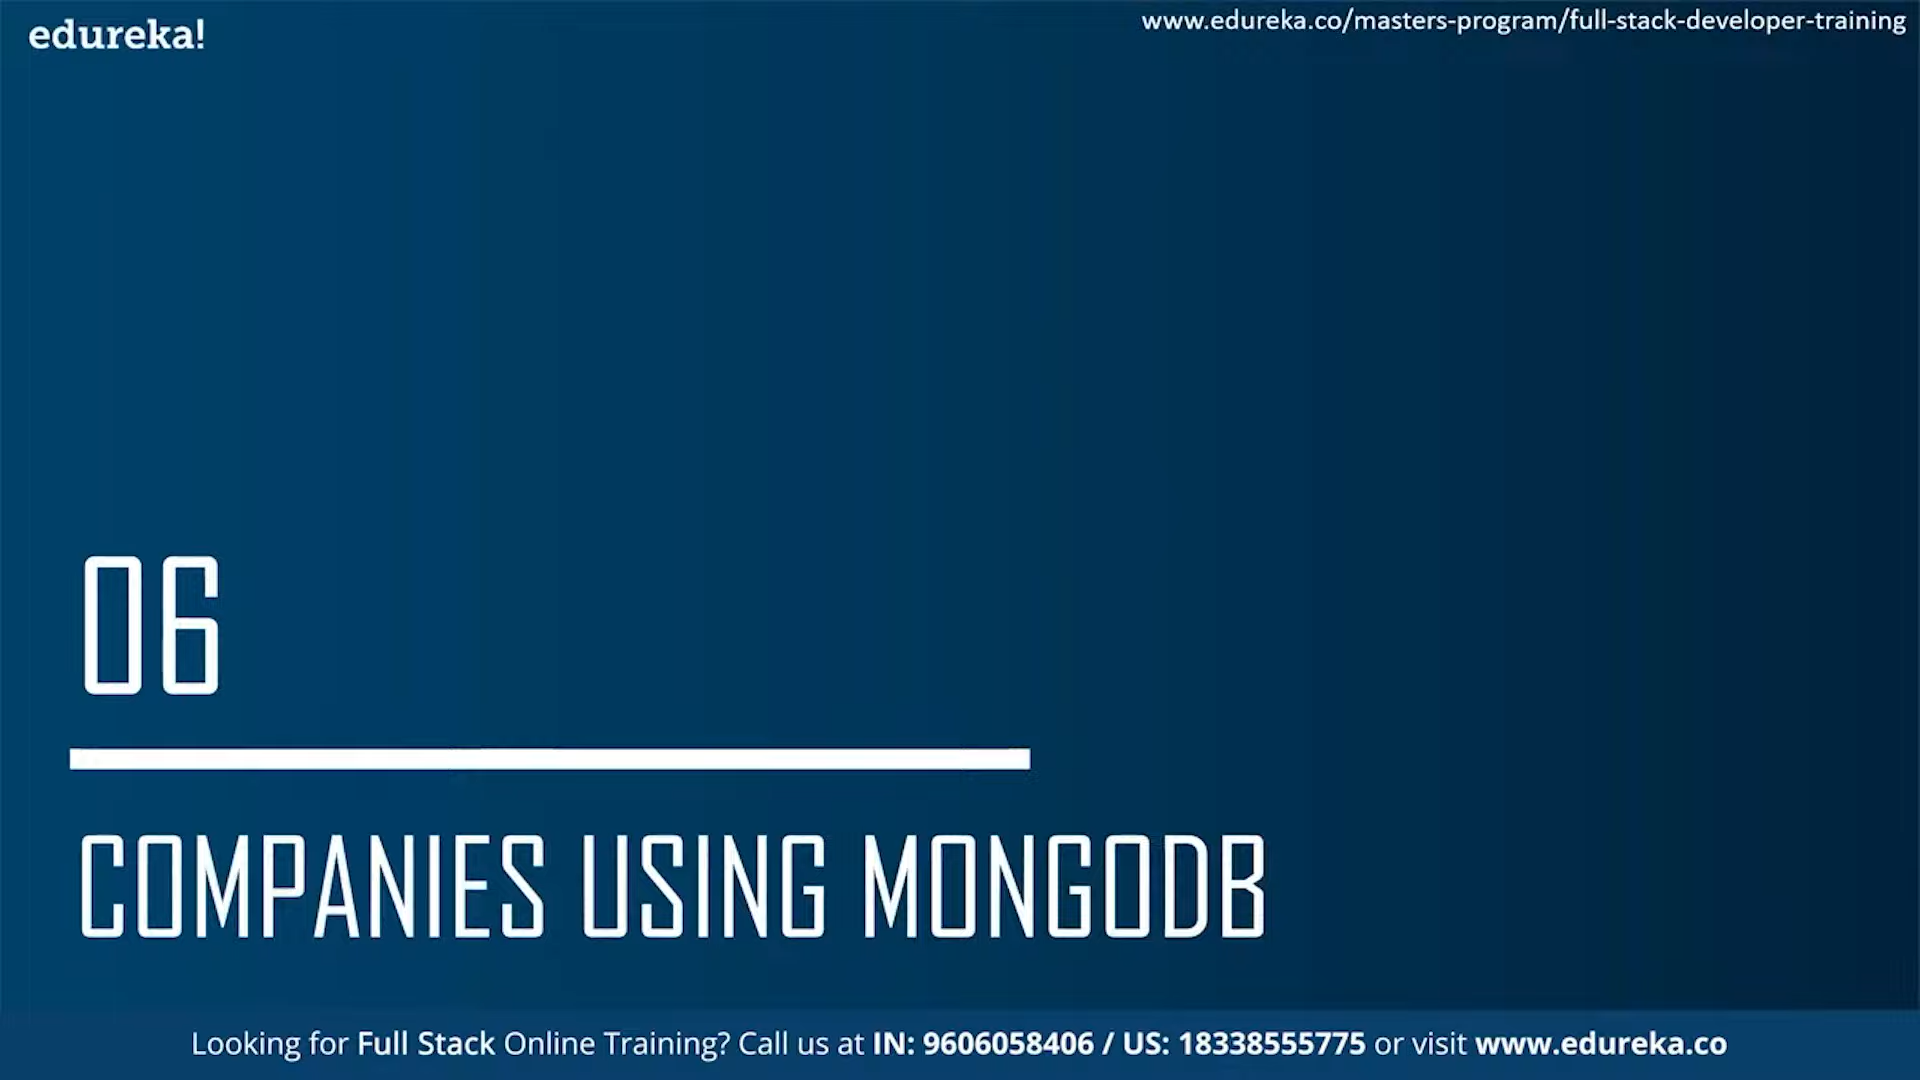 edureka!
www.edureka.co/masters-program/full-stack-developer-training
06
COMPANIES USING MONGODB
Looking for Full Stack Online Training? Call us at IN: 9606058406 / US: 18338555775 or visit www.edureka.co